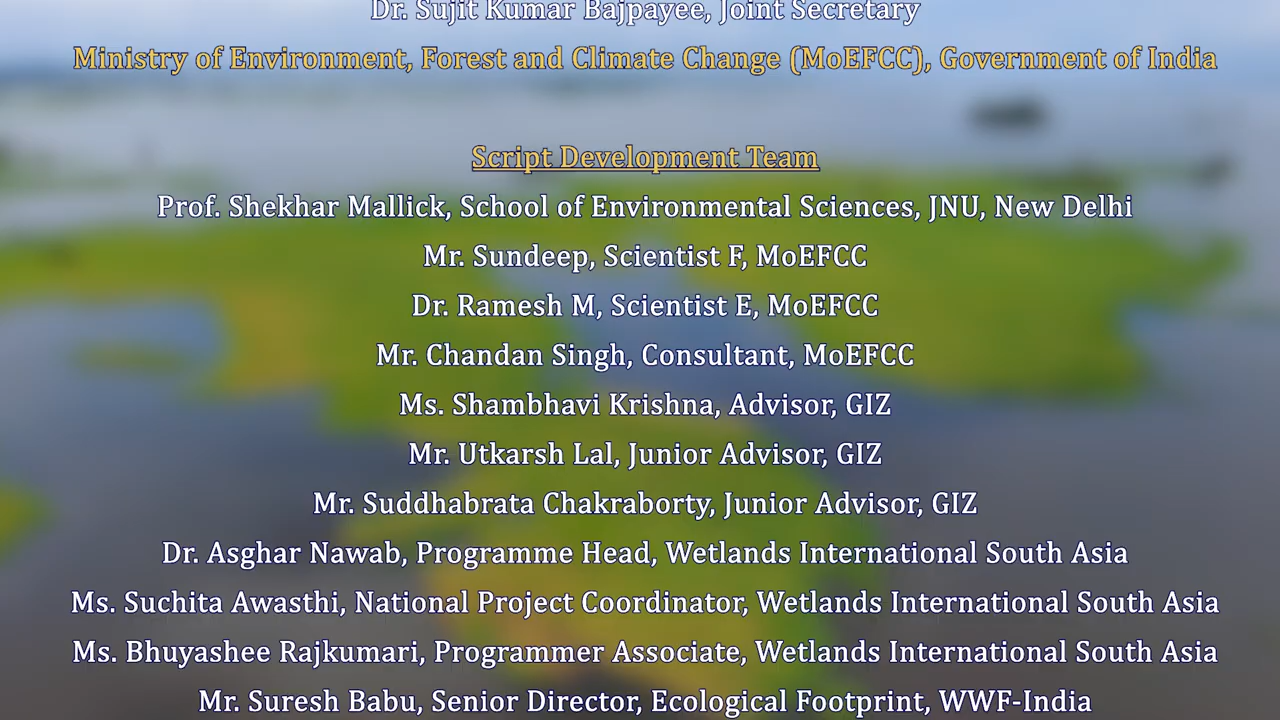 Dr. Sujit Kumar Bajpayee, Joint Secretary
Ministry of Environment, Forest and Climate Change (MoEFCC), Government of India
Script Development Team
Prof. Shekhar Mallick, School of Environmental Sciences, JNU, New Delhi
Mr. Sundeep, Scientist F, MoEFCC
Dr. Ramesh M, Scientist E, MoEFCC
Mr. Chandan Singh, Consultant, MoEFCC
Ms. Shambhavi Krishna, Advisor, GIZ
Mr. Utkarsh Lal, Junior Advisor, GIZ
Mr. Suddhabrata Chakraborty, Junior Advisor, GIZ
Dr. Asghar Nawab, Programme Head, Wetlands International South Asia
Ms. Suchita Awasthi, National Project Coordinator, Wetlands International South Asia
Ms. Bhuyashee Rajkumari, Programmer Associate, Wetlands International South Asia
Mr. Suresh Babu, Senior Director, Ecological Footprint, WWF-India